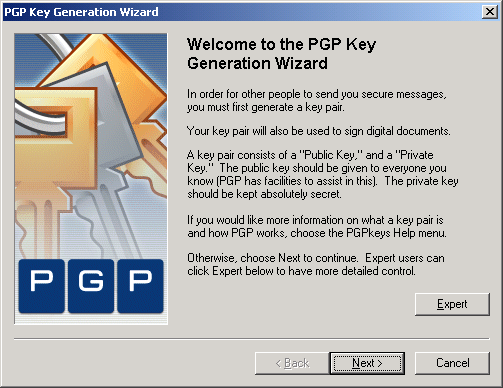 PGP Key Generation Wizard
Welcome to the PGP Key
Generation Wizard
In order for other people to send you secure messages,
you must first generate a key pair.
Your key pair will also be used to sign digital documents.
A key pair consists of a "Public Key," and a "Private
Key." The public key should be given to everyone you
know (PGP has facilities to assist in this). The private key
should be kept absolutely secret.
If you would like more information on what a key pair is
and how PGP works, choose the PGPkeys Help menu.
Otherwise, choose Next to continue. Expert users can
click Expert below to have more detailed control.
PGP
Expert
< Back
Next >
Cancel